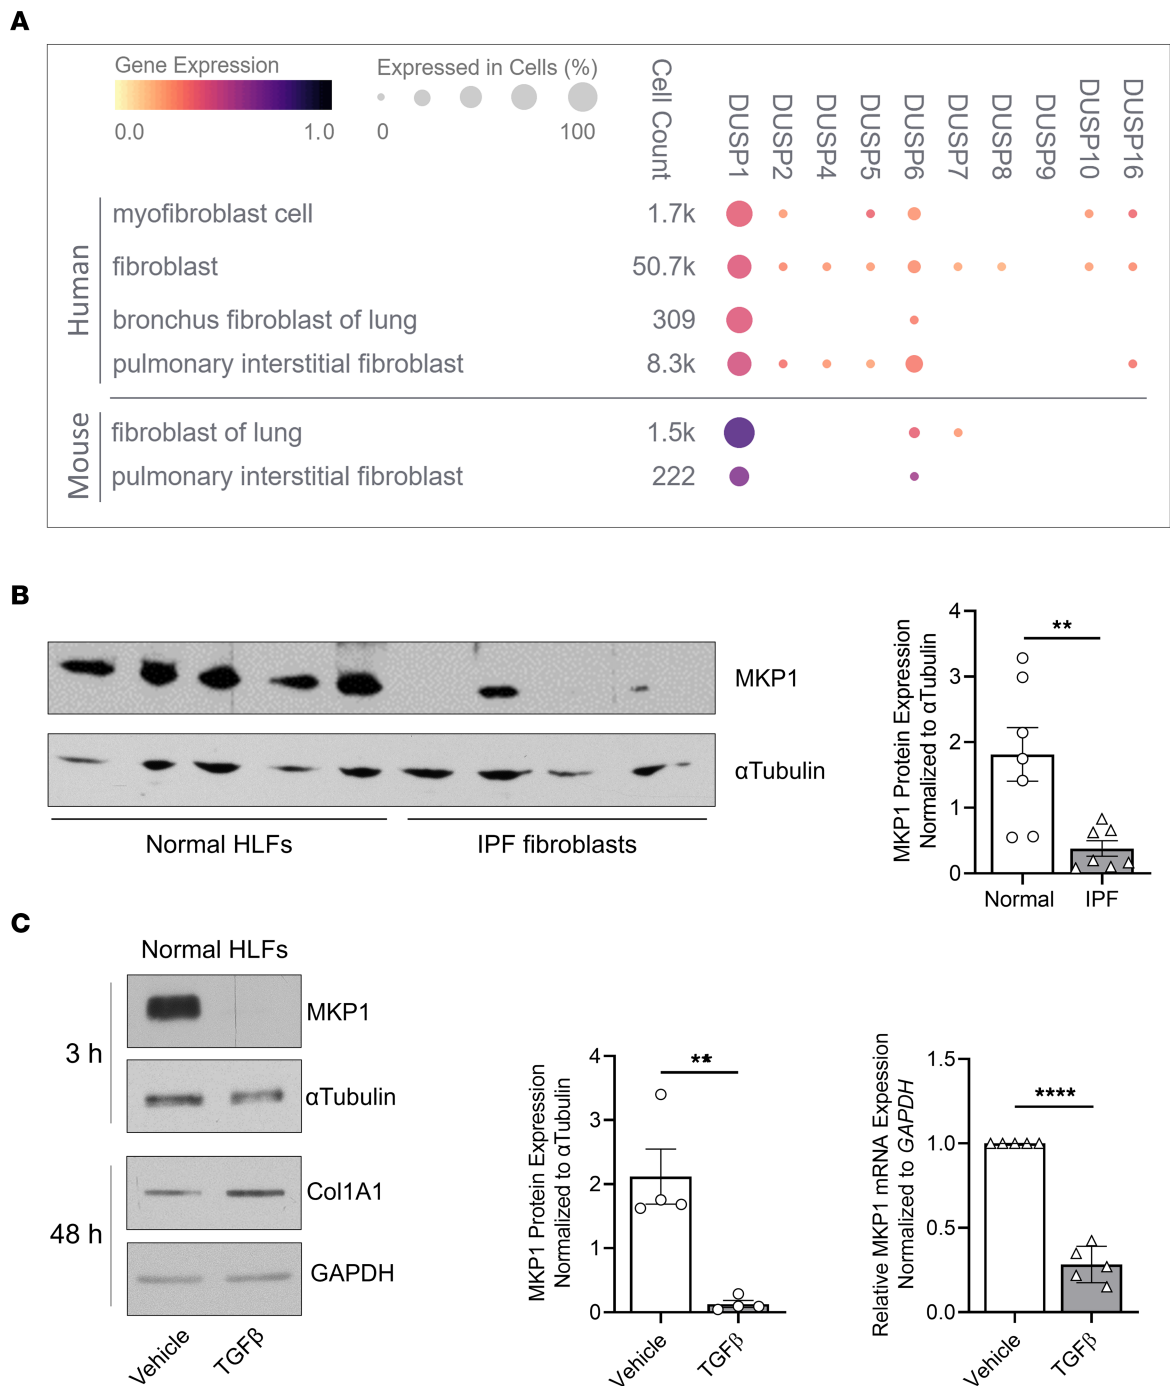 A
Gene Expression
0.0 1.0
Expressed in Cells (%)
0 100
Cell Count
DUSP1
DUSP2
DUSP4
DUSP5
DUSP6
DUSP7
DUSP8
DUSP9
DUSP10
DUSP16
Human
myofibroblast cell 1.7k
fibroblast 50.7k
bronchus fibroblast of lung 309
pulmonary interstitial fibroblast 8.3k
Mouse
fibroblast of lung 1.5k
pulmonary interstitial fibroblast 222
B
MKP1
αTubulin
Normal HLFs
IPF fibroblasts
MKP1 Protein Expression
Normalized to αTubulin
4
3
2
1
0
**
Normal IPF
C
Normal HLFs
3 h
MKP1
αTubulin
48 h
Col1A1
GAPDH
Vehicle
TGFβ
MKP1 Protein Expression
Normalized to αTubulin
4
3
2
1
0
**
Vehicle
TGFβ
Relative MKP1 mRNA Expession
Normalized to GAPDH
1.5
1.0
0.5
0.0
****
Vehicle
TGFβ